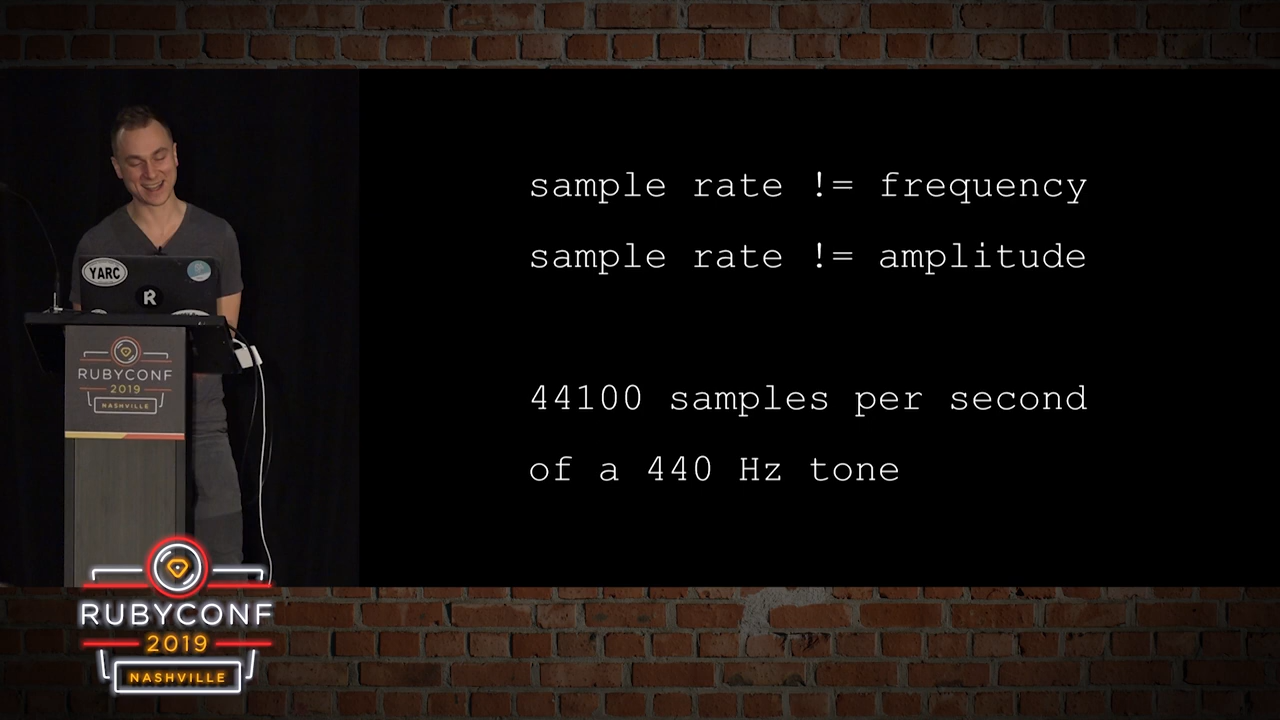 sample rate != frequency
sample rate != amplitude
44100 samples per second
of a 440 Hz tone
YARC
R
RUBYCONF
2019
NASHVILLE
RUBYCONF
2019
NASHVILLE